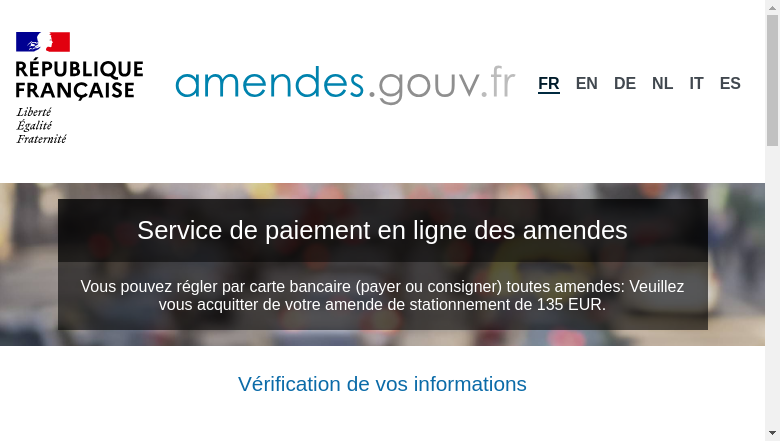 RÉPUBLIQUE
FRANÇAISE
Liberté
Égalité
Fraternité
amendes.gouv.fr
FR EN DE NL IT ES
Service de paiement en ligne des amendes
Vous pouvez régler par carte bancaire (payer ou consigner) toutes amendes: Veuillez
vous acquitter de votre amende de stationnement de 135 EUR.
Vérification de vos informations